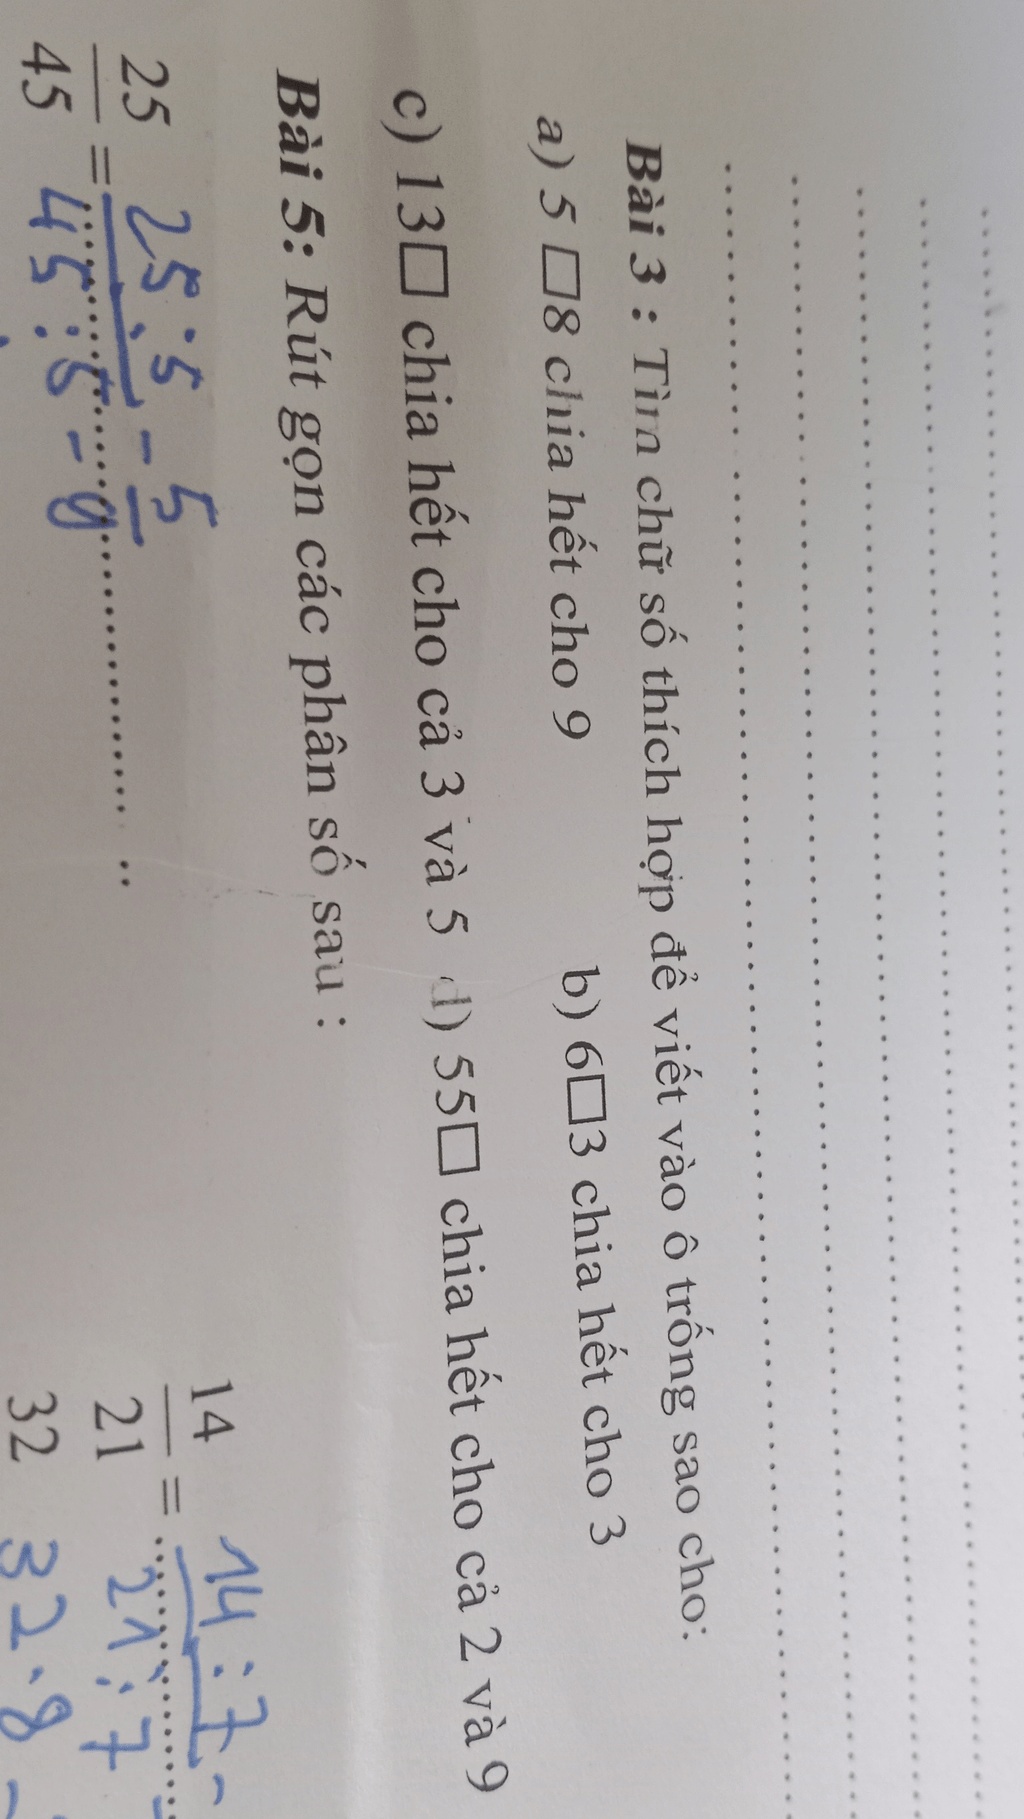 Bài 3 : Tìm chữ số thích hợp để viết vào ô trống sao cho:
a) 5 □8 chia hết cho 9 b) 6□3 chia hết cho 3
c) 13□ chia hết cho cả 3 và 5 d) 55□ chia hết cho cả 2 và 9
Bài 5: Rút gọn các phân số sau :
25 25 : 5 5 14 14 : 7
— = — — = —
45 45 : 5 9 21 21 : 7
32 32 : 8